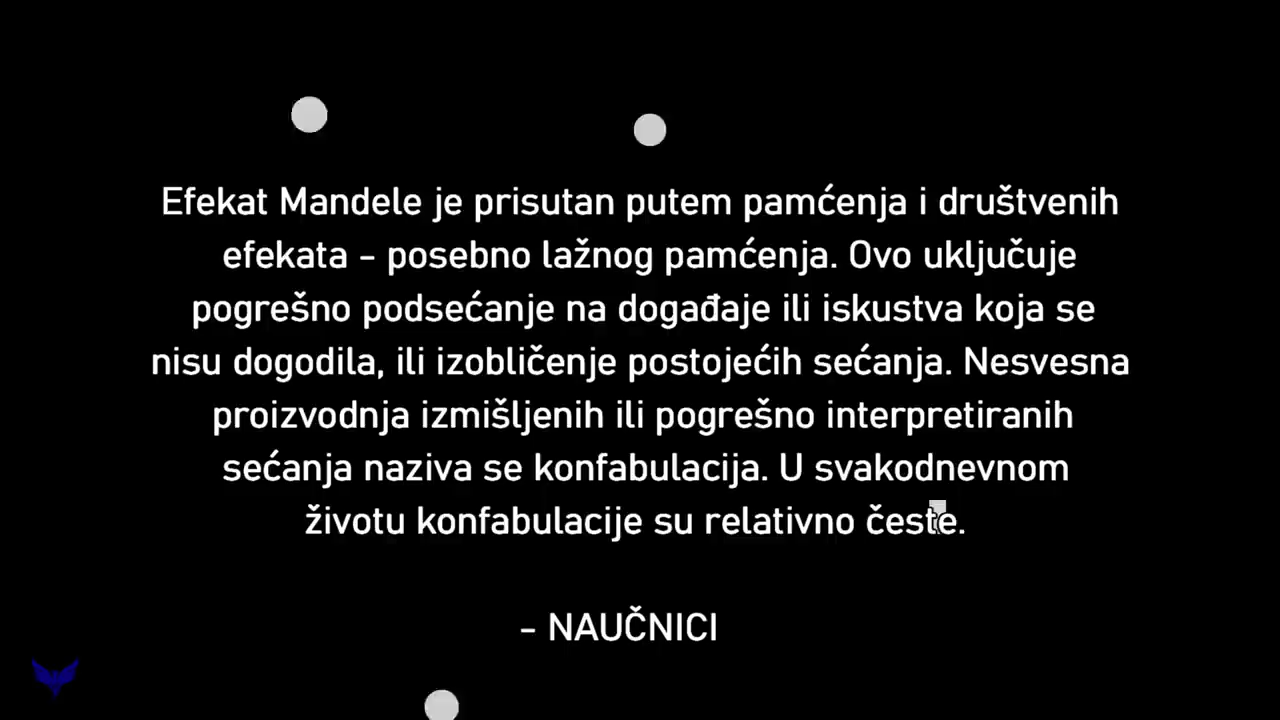 Efekat Mandele je prisutan putem pamćenja i društvenih
efekata - posebno lažnog pamćenja. Ovo uključuje
pogrešno podsećanje na događaje ili iskustva koja se
nisu dogodila, ili izobličenje postojećih sećanja. Nesvesna
proizvodnja izmišljenih ili pogrešno interpretiranih
sećanja naziva se konfabulacija. U svakodnevnom
životu konfabulacije su relativno česte.
- NAUČNICI